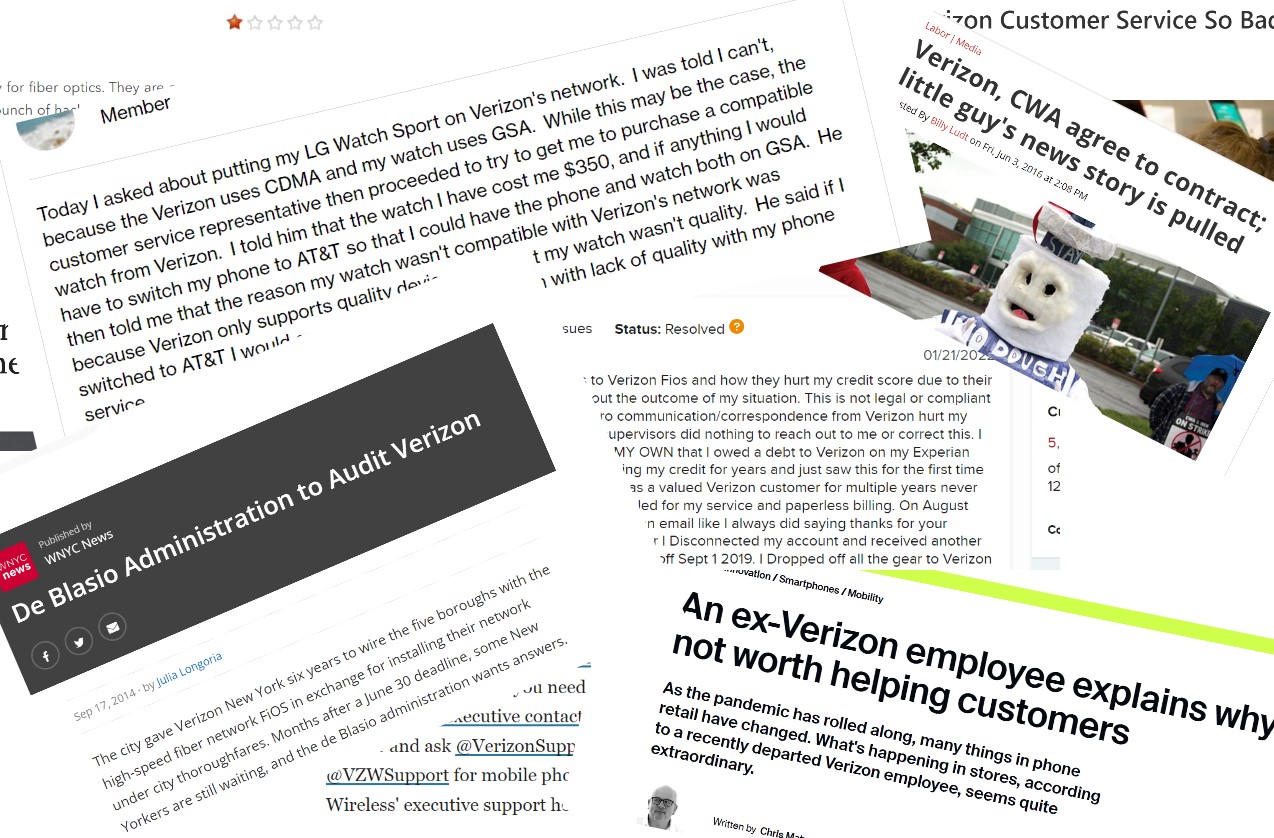 izon Customer Service So Bad
y for fiber optics. They are
ounch of
Member
Today I asked about putting my LG Watch Sport on Verizon's network. I was told I can't,
because the Verizon uses CDMA and my watch uses GSA. While this may be the case, the
customer service representative then proceeded to try to get me to purchase a compatible
watch from Verizon. I told him that the watch I have cost me $350, and if anything I would
have to switch my phone to AT&T so that I could have the phone and watch both on GSA. He
then told me that the reason my watch wasn't compatible with Verizon's network was
because Verizon only supports quality t my watch wasn't quality. He said if I
switched to AT&T I would with lack of quality with my phone
service
Labor | Media
Verizon, CWA agree to contract;
little guy's news story is pulled
sted By Billy Ludt on Fri, Jun 3, 2016 at 2:08 PM
STAY
NO DOUGH
ON STRIKE
sues Status: Resolved ?
01/21/2022
to Verizon Fios and how they hurt my credit score due to their
out the outcome of my situation. This is not legal or compliant
ro communication/correspondence from Verizon hurt my
upervisors did nothing to reach out to me or correct this. I
MY OWN that I owed a debt to Verizon on my Experian
ing my credit for years and just saw this for the first time
as a valued Verizon customer for multiple years never
led for my service and paperless billing. On August
n email like I always did saying thanks for your
r I Disconnected my account and received another
off Sept 1 2019. I Dropped off all the gear to Verizon
5,
of
12
WNYC
news
Published by
WNYC News
De Blasio Administration to Audit Verizon
Sep 17, 2014 · by Julia Longoria
The city gave Verizon New York six years to wire the five boroughs with the
high-speed fiber network FiOS in exchange for installing their network
under city thoroughfares. Months after a June 30 deadline, some New
Yorkers are still waiting, and the de Blasio administration wants answers.
you need
executive contact
and ask @VerizonSupp
@VZWSupport for mobile pho
Wireless' executive support
Innovation / Smartphones / Mobility
An ex-Verizon employee explains why
not worth helping customers
As the pandemic has rolled along, many things in phone
retail have changed. What's happening in stores, according
to a recently departed Verizon employee, seems quite
extraordinary.
Written by Chris Mat